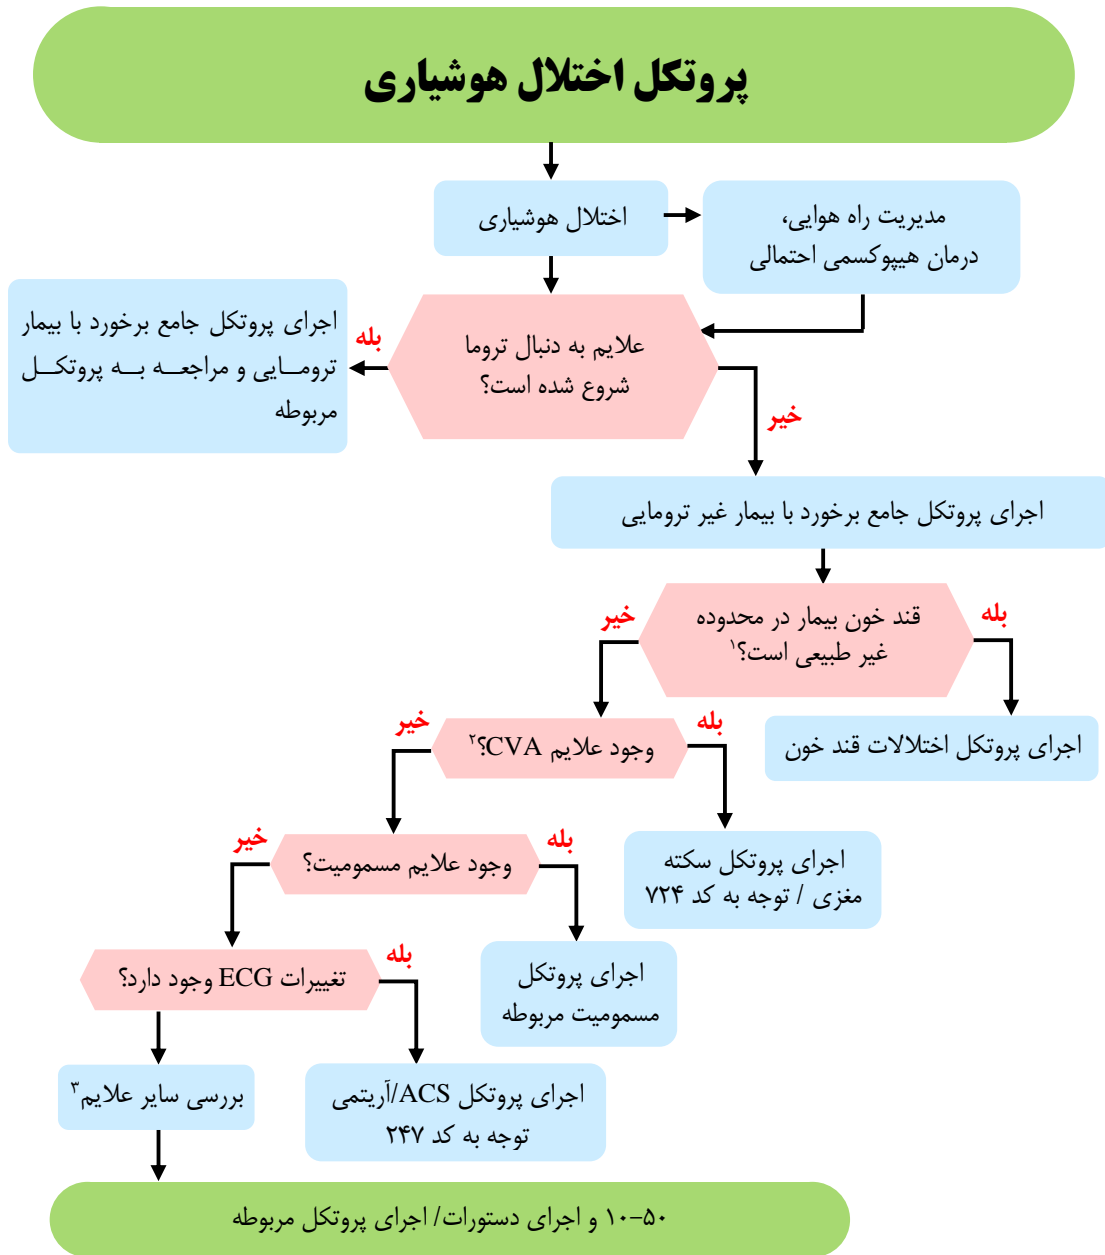 پروتکل اختلال هوشیاری
اختلال هوشیاری
مدیریت راه هوایی،
درمان هیپوکسمی احتمالی
علایم به دنبال تروما
شروع شده است؟
بله
اجرای پروتکل جامع برخورد با بیمار
ترومــایی و مراجعــه بــه پروتکــل
مربوطه
خیر
اجرای پروتکل جامع برخورد با بیمار غیر ترومایی
قند خون بیمار در محدوده
غیر طبیعی است؟۱
بله
اجرای پروتکل اختلالات قند خون
خیر
وجود علایم CVA؟۲
بله
اجرای پروتکل سکته
مغزی / توجه به کد ۷۲۴
خیر
وجود علایم مسمومیت؟
بله
اجرای پروتکل
مسمومیت مربوطه
خیر
تغییرات ECG وجود دارد؟
بله
اجرای پروتکل ACS/آریتمی
توجه به کد ۲۴۷
بررسی سایر علایم۳
۱۰-۵۰ و اجرای دستورات/ اجرای پروتکل مربوطه